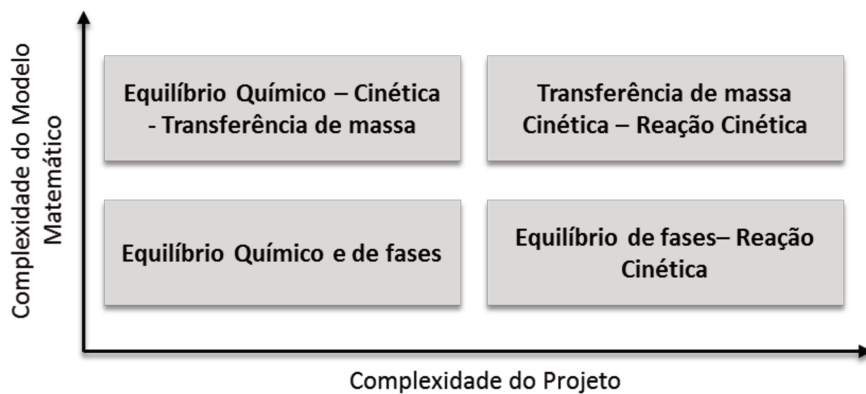 Complexidade do Modelo
Matemático
Equilíbrio Químico – Cinética
- Transferência de massa
Transferência de massa
Cinética – Reação Cinética
Equilíbrio Químico e de fases
Equilíbrio de fases– Reação
Cinética
Complexidade do Projeto